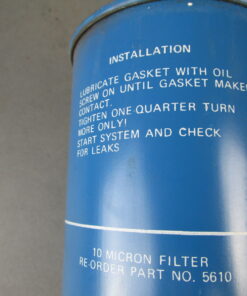 INSTALLATION
LUBRICATE GASKET WITH OIL
SCREW ON UNTIL GASKET MAKES
CONTACT.
TIGHTEN ONE-QUARTER TURN
MORE ONLY!
START SYSTEM AND CHECK
FOR LEAKS
10 MICRON FILTER
RE-ORDER PART NO. 5610